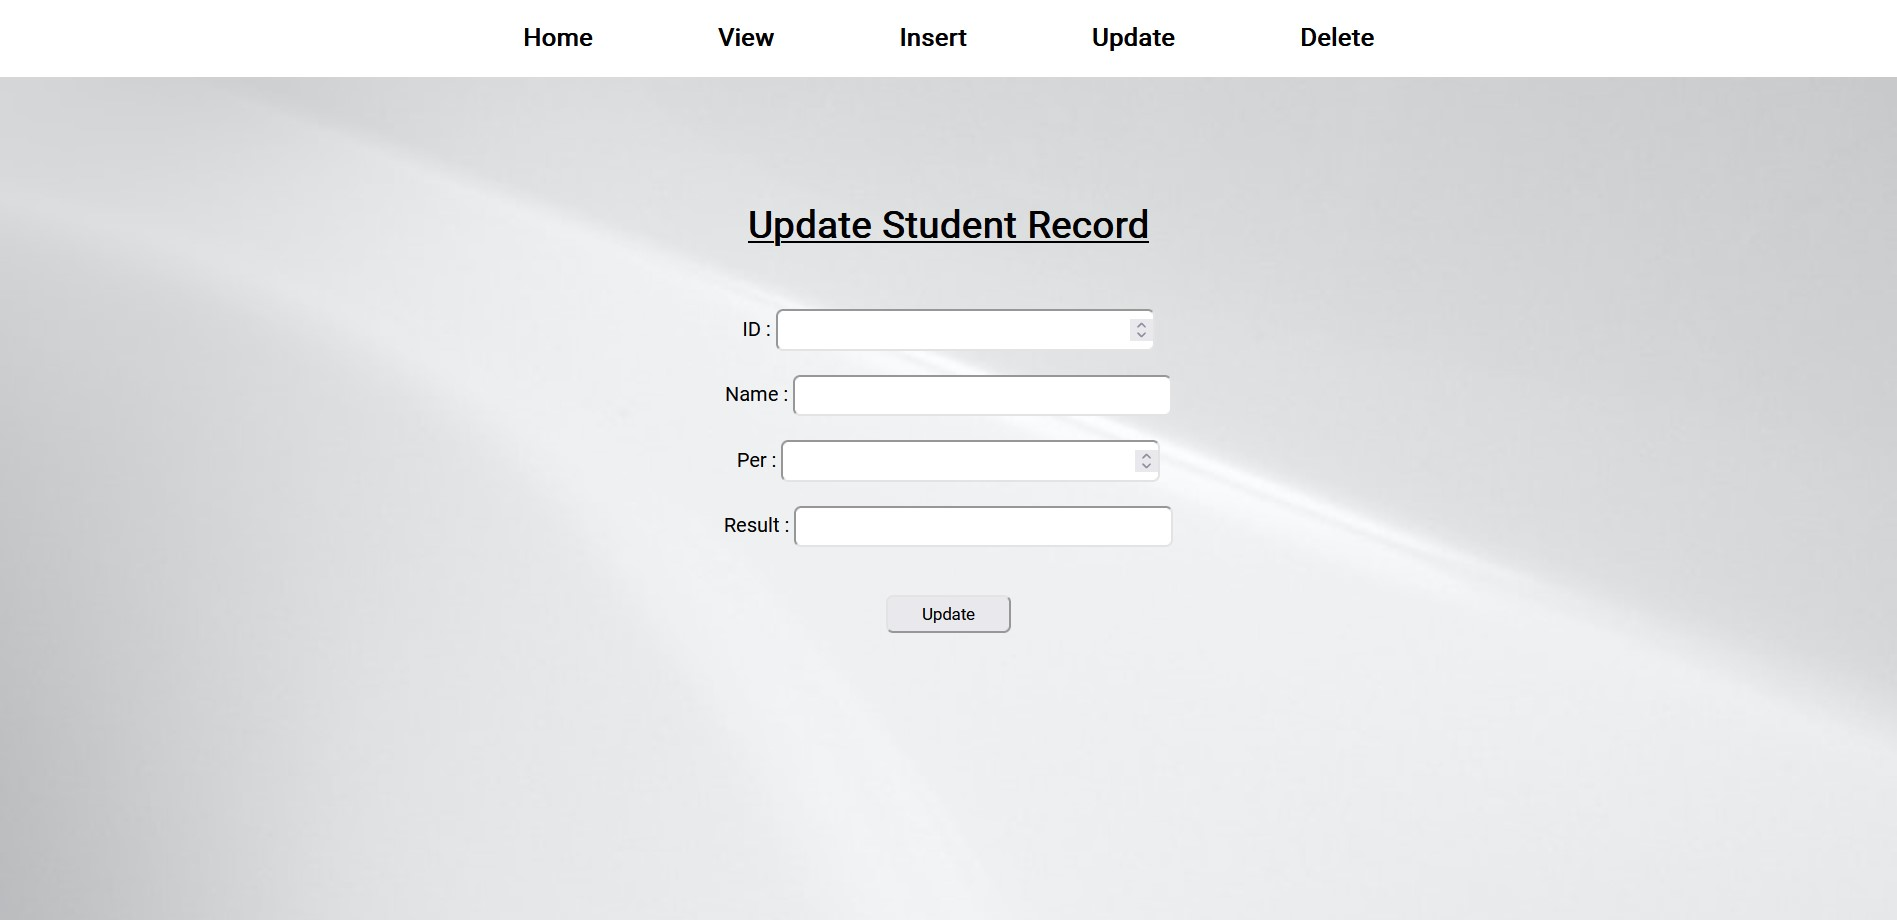 Home View Insert Update Delete
Update Student Record
ID :
Name :
Per :
Result :
Update